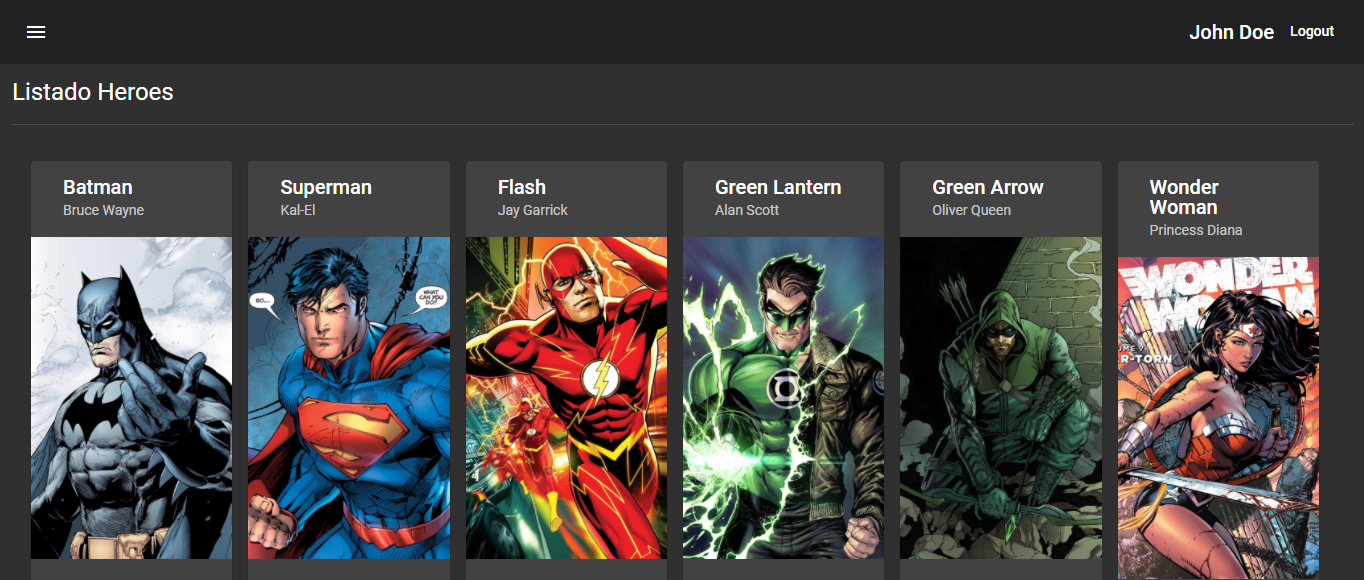 John Doe Logout
Listado Heroes
Batman
Bruce Wayne
Superman
Kal-El
Flash
Jay Garrick
Green Lantern
Alan Scott
Green Arrow
Oliver Queen
Wonder
Woman
Princess Diana
SO...
WHAT
CAN YOU
DO?
WONDER
WOMAN
R-TORN